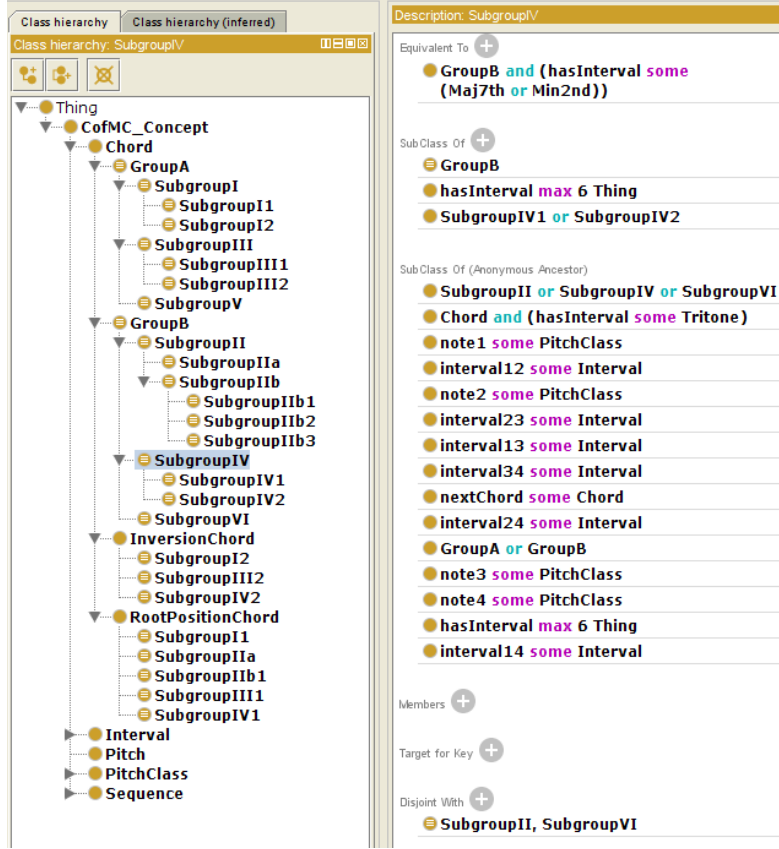 Class hierarchy
Class hierarchy (inferred)
Class hierarchy: SubgroupIV
Thing
CofMC_Concept
Chord
GroupA
SubgroupI
SubgroupI1
SubgroupI2
SubgroupIII
SubgroupIII1
SubgroupIII2
SubgroupV
GroupB
SubgroupII
SubgroupIIa
SubgroupIIb
SubgroupIIb1
SubgroupIIb2
SubgroupIIb3
SubgroupIV
SubgroupIV1
SubgroupIV2
SubgroupVI
InversionChord
SubgroupI2
SubgroupIII2
SubgroupIV2
RootPositionChord
SubgroupI1
SubgroupIIa
SubgroupIIb1
SubgroupIII1
SubgroupIV1
Interval
Pitch
PitchClass
Sequence
Description: SubgroupIV
Equivalent To
GroupB and (hasInterval some
(Maj7th or Min2nd))
SubClass Of
GroupB
hasInterval max 6 Thing
SubgroupIV1 or SubgroupIV2
SubClass Of (Anonymous Ancestor)
SubgroupII or SubgroupIV or SubgroupVI
Chord and (hasInterval some Tritone)
note1 some PitchClass
interval12 some Interval
note2 some PitchClass
interval23 some Interval
interval13 some Interval
interval34 some Interval
nextChord some Chord
interval24 some Interval
GroupA or GroupB
note3 some PitchClass
note4 some PitchClass
hasInterval max 6 Thing
interval14 some Interval
Members
Target for Key
Disjoint With
SubgroupII, SubgroupVI